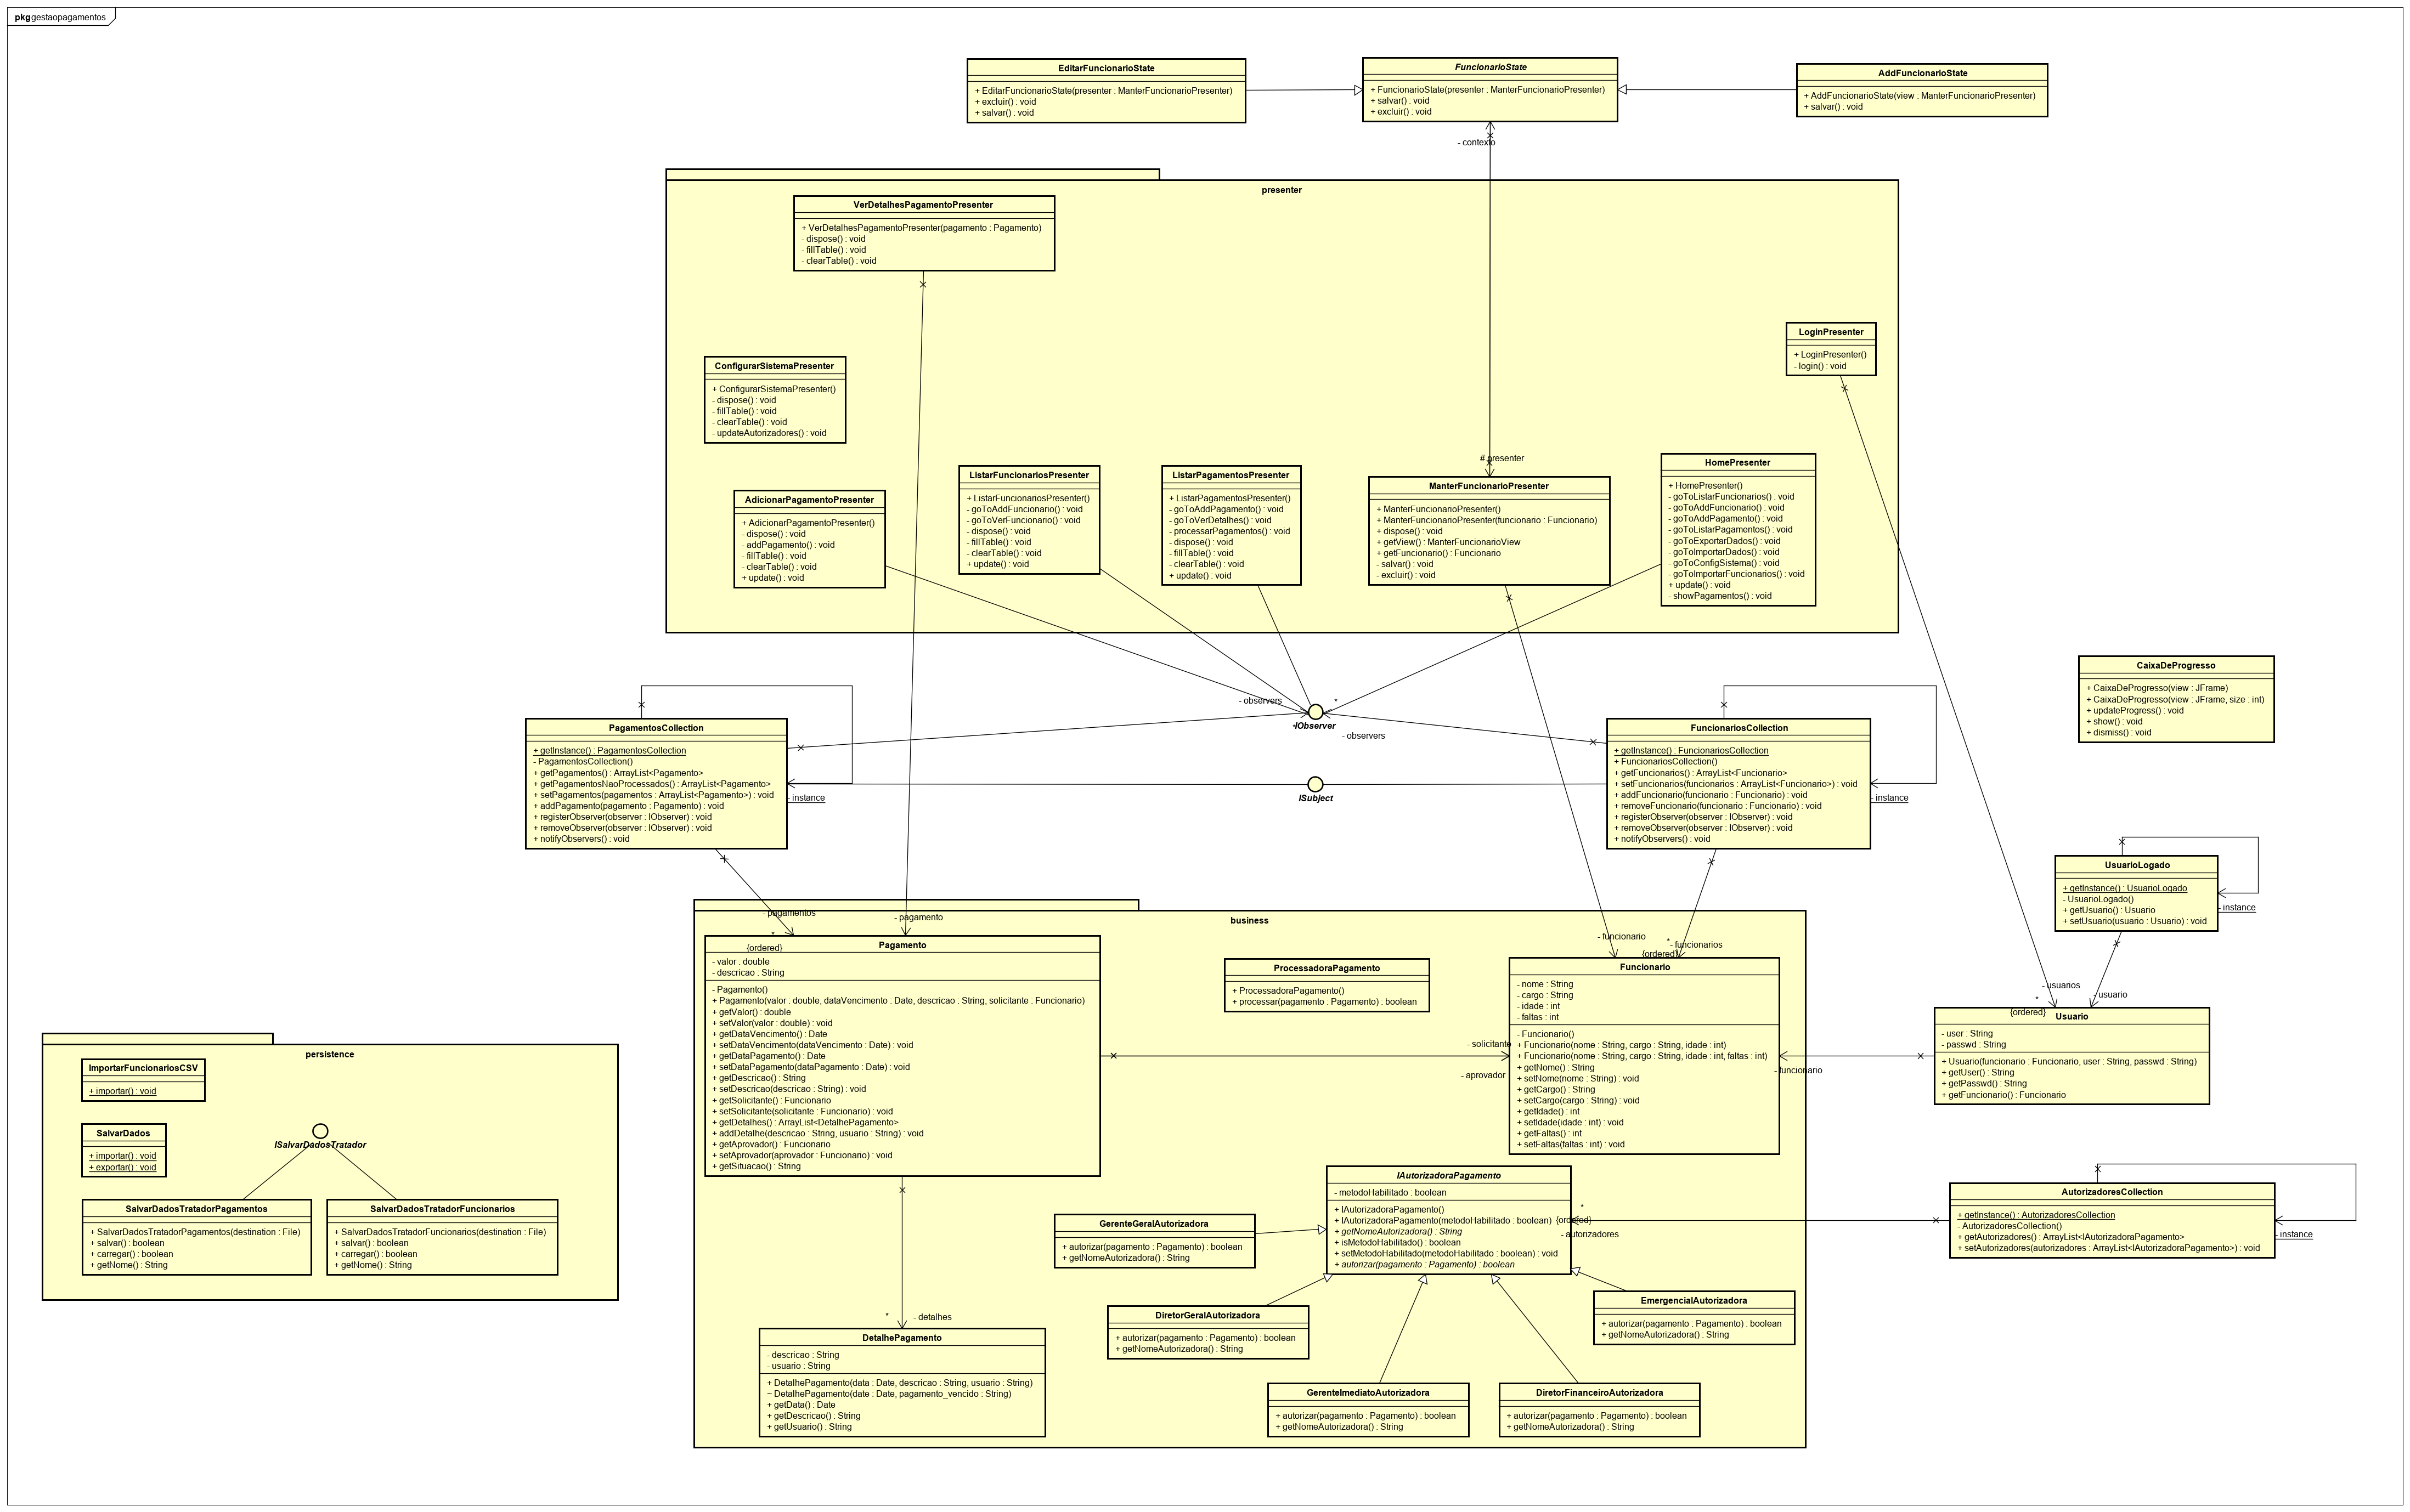 pkg gestaopagamentos
EditarFuncionarioState
+ EditarFuncionarioState(presenter : ManterFuncionarioPresenter)
+ excluir() : void
+ salvar() : void
FuncionarioState
+ FuncionarioState(presenter : ManterFuncionarioPresenter)
+ salvar() : void
+ excluir() : void
AddFuncionarioState
+ AddFuncionarioState(view : ManterFuncionarioPresenter)
+ salvar() : void
- contexto
presenter
VerDetalhesPagamentoPresenter
+ VerDetalhesPagamentoPresenter(pagamento : Pagamento)
- dispose() : void
- fillTable() : void
- clearTable() : void
LoginPresenter
+ LoginPresenter()
- login() : void
ConfigurarSistemaPresenter
+ ConfigurarSistemaPresenter()
- dispose() : void
- fillTable() : void
- clearTable() : void
- updateAutorizadores() : void
# presenter
AdicionarPagamentoPresenter
+ AdicionarPagamentoPresenter()
- dispose() : void
- addPagamento() : void
- fillTable() : void
- clearTable() : void
+ update() : void
ListarFuncionariosPresenter
+ ListarFuncionariosPresenter()
- goToAddFuncionario() : void
- goToVerFuncionario() : void
- dispose() : void
- fillTable() : void
- clearTable() : void
+ update() : void
ListarPagamentosPresenter
+ ListarPagamentosPresenter()
- goToAddPagamento() : void
- goToVerDetalhes() : void
- processarPagamentos() : void
- dispose() : void
- fillTable() : void
- clearTable() : void
+ update() : void
ManterFuncionarioPresenter
+ ManterFuncionarioPresenter()
+ ManterFuncionarioPresenter(funcionario : Funcionario)
+ dispose() : void
+ getView() : ManterFuncionarioView
+ getFuncionario() : Funcionario
- salvar() : void
- excluir() : void
HomePresenter
+ HomePresenter()
- goToListarFuncionarios() : void
- goToAddFuncionario() : void
- goToAddPagamento() : void
- goToListarPagamentos() : void
- goToExportarDados() : void
- goToImportarDados() : void
- goToConfigSistema() : void
- goToImportarFuncionarios() : void
+ update() : void
- showPagamentos() : void
CaixaDeProgresso
+ CaixaDeProgresso(view : JFrame)
+ CaixaDeProgresso(view : JFrame, size : int)
+ updateProgress() : void
+ show() : void
+ dismiss() : void
- observers
*
IObserver
- observers
ISubject
PagamentosCollection
+ getInstance() : PagamentosCollection
- PagamentosCollection()
+ getPagamentos() : ArrayList<Pagamento>
+ getPagamentosNaoProcessados() : ArrayList<Pagamento>
+ setPagamentos(pagamentos : ArrayList<Pagamento>) : void
+ addPagamento(pagamento : Pagamento) : void
+ registerObserver(observer : IObserver) : void
+ removeObserver(observer : IObserver) : void
+ notifyObservers() : void
- instance
FuncionariosCollection
+ getInstance() : FuncionariosCollection
+ FuncionariosCollection()
+ getFuncionarios() : ArrayList<Funcionario>
+ setFuncionarios(funcionarios : ArrayList<Funcionario>) : void
+ addFuncionario(funcionario : Funcionario) : void
+ removeFuncionario(funcionario : Funcionario) : void
+ registerObserver(observer : IObserver) : void
+ removeObserver(observer : IObserver) : void
+ notifyObservers() : void
- instance
UsuarioLogado
+ getInstance() : UsuarioLogado
- UsuarioLogado()
+ getUsuario() : Usuario
+ setUsuario(usuario : Usuario) : void
- instance
business
- pagamentos
*
{ordered}
- pagamento
Pagamento
- valor : double
- descricao : String
- Pagamento()
+ Pagamento(valor : double, dataVencimento : Date, descricao : String, solicitante : Funcionario)
+ getValor() : double
+ setValor(valor : double) : void
+ getDataVencimento() : Date
+ setDataVencimento(dataVencimento : Date) : void
+ getDataPagamento() : Date
+ setDataPagamento(dataPagamento : Date) : void
+ getDescricao() : String
+ setDescricao(descricao : String) : void
+ getSolicitante() : Funcionario
+ setSolicitante(solicitante : Funcionario) : void
+ getDetalhes() : ArrayList<DetalhePagamento>
+ addDetalhe(descricao : String, usuario : String) : void
+ getAprovador() : Funcionario
+ setAprovador(aprovador : Funcionario) : void
+ getSituacao() : String
ProcessadoraPagamento
+ ProcessadoraPagamento()
+ processar(pagamento : Pagamento) : boolean
- funcionario
*
- funcionarios
{ordered}
Funcionario
- nome : String
- cargo : String
- idade : int
- faltas : int
- Funcionario()
+ Funcionario(nome : String, cargo : String, idade : int)
+ Funcionario(nome : String, cargo : String, idade : int, faltas : int)
+ getNome() : String
+ setNome(nome : String) : void
+ getCargo() : String
+ setCargo(cargo : String) : void
+ getIdade() : int
+ setIdade(idade : int) : void
+ getFaltas() : int
+ setFaltas(faltas : int) : void
- solicitante
- aprovador
- usuarios
*
{ordered}
- usuario
Usuario
- user : String
- passwd : String
+ Usuario(funcionario : Funcionario, user : String, passwd : String)
+ getUser() : String
+ getPasswd() : String
+ getFuncionario() : Funcionario
- funcionario
persistence
ImportarFuncionariosCSV
+ importar() : void
SalvarDados
+ importar() : void
+ exportar() : void
ISalvarDadosTratador
SalvarDadosTratadorPagamentos
+ SalvarDadosTratadorPagamentos(destination : File)
+ salvar() : boolean
+ carregar() : boolean
+ getNome() : String
SalvarDadosTratadorFuncionarios
+ SalvarDadosTratadorFuncionarios(destination : File)
+ salvar() : boolean
+ carregar() : boolean
+ getNome() : String
IAutorizadoraPagamento
- metodoHabilitado : boolean
+ IAutorizadoraPagamento()
+ IAutorizadoraPagamento(metodoHabilitado : boolean)
+ getNomeAutorizadora() : String
+ isMetodoHabilitado() : boolean
+ setMetodoHabilitado(metodoHabilitado : boolean) : void
+ autorizar(pagamento : Pagamento) : boolean
*
{ordered}
- autorizadores
AutorizadoresCollection
+ getInstance() : AutorizadoresCollection
- AutorizadoresCollection()
+ getAutorizadores() : ArrayList<IAutorizadoraPagamento>
+ setAutorizadores(autorizadores : ArrayList<IAutorizadoraPagamento>) : void
- instance
GerenteGeralAutorizadora
+ autorizar(pagamento : Pagamento) : boolean
+ getNomeAutorizadora() : String
DiretorGeralAutorizadora
+ autorizar(pagamento : Pagamento) : boolean
+ getNomeAutorizadora() : String
EmergencialAutorizadora
+ autorizar(pagamento : Pagamento) : boolean
+ getNomeAutorizadora() : String
*
- detalhes
DetalhePagamento
- descricao : String
- usuario : String
+ DetalhePagamento(data : Date, descricao : String, usuario : String)
~ DetalhePagamento(date : Date, pagamento_vencido : String)
+ getData() : Date
+ getDescricao() : String
+ getUsuario() : String
GerenteImediatoAutorizadora
+ autorizar(pagamento : Pagamento) : boolean
+ getNomeAutorizadora() : String
DiretorFinanceiroAutorizadora
+ autorizar(pagamento : Pagamento) : boolean
+ getNomeAutorizadora() : String